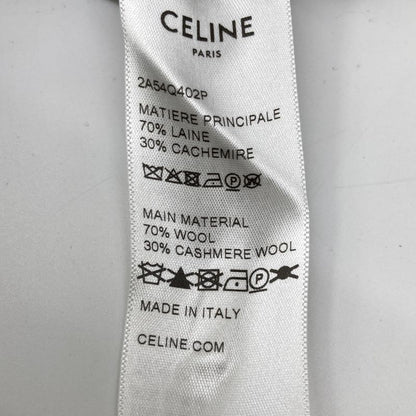 CELINE
PARIS
2A54Q402P
MATIERE PRINCIPALE
70% LAINE
30% CACHEMIRE
MAIN MATERIAL
70% WOOL
30% CASHMERE WOOL
MADE IN ITALY
CELINE.COM